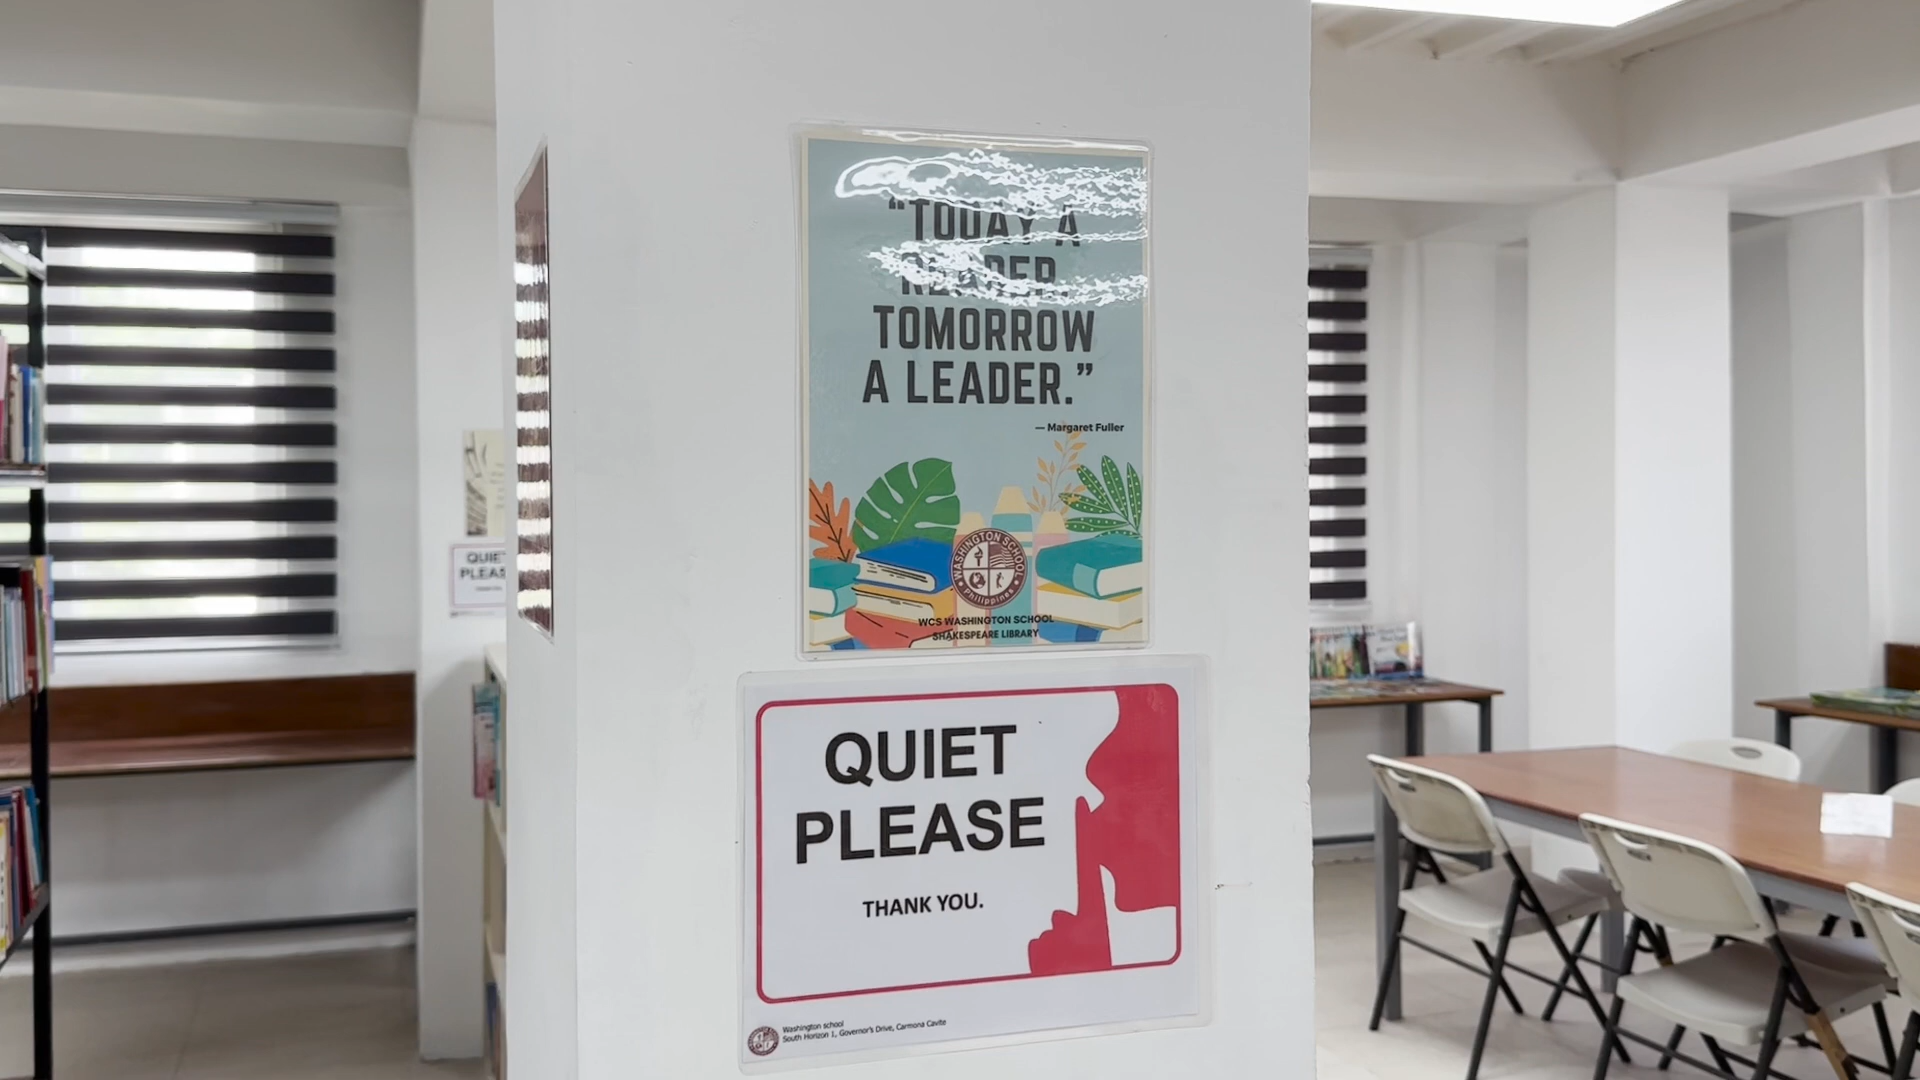 “TODAY A
READER,
TOMORROW
A LEADER.”
— Margaret Fuller
WASHINGTON SCHOOL
Philippines
WCS WASHINGTON SCHOOL
SHAKESPEARE LIBRARY
QUIET
PLEASE
THANK YOU.
Washington school
South Horizon 1, Governor's Drive, Carmona Cavite
QUIET
PLEAS